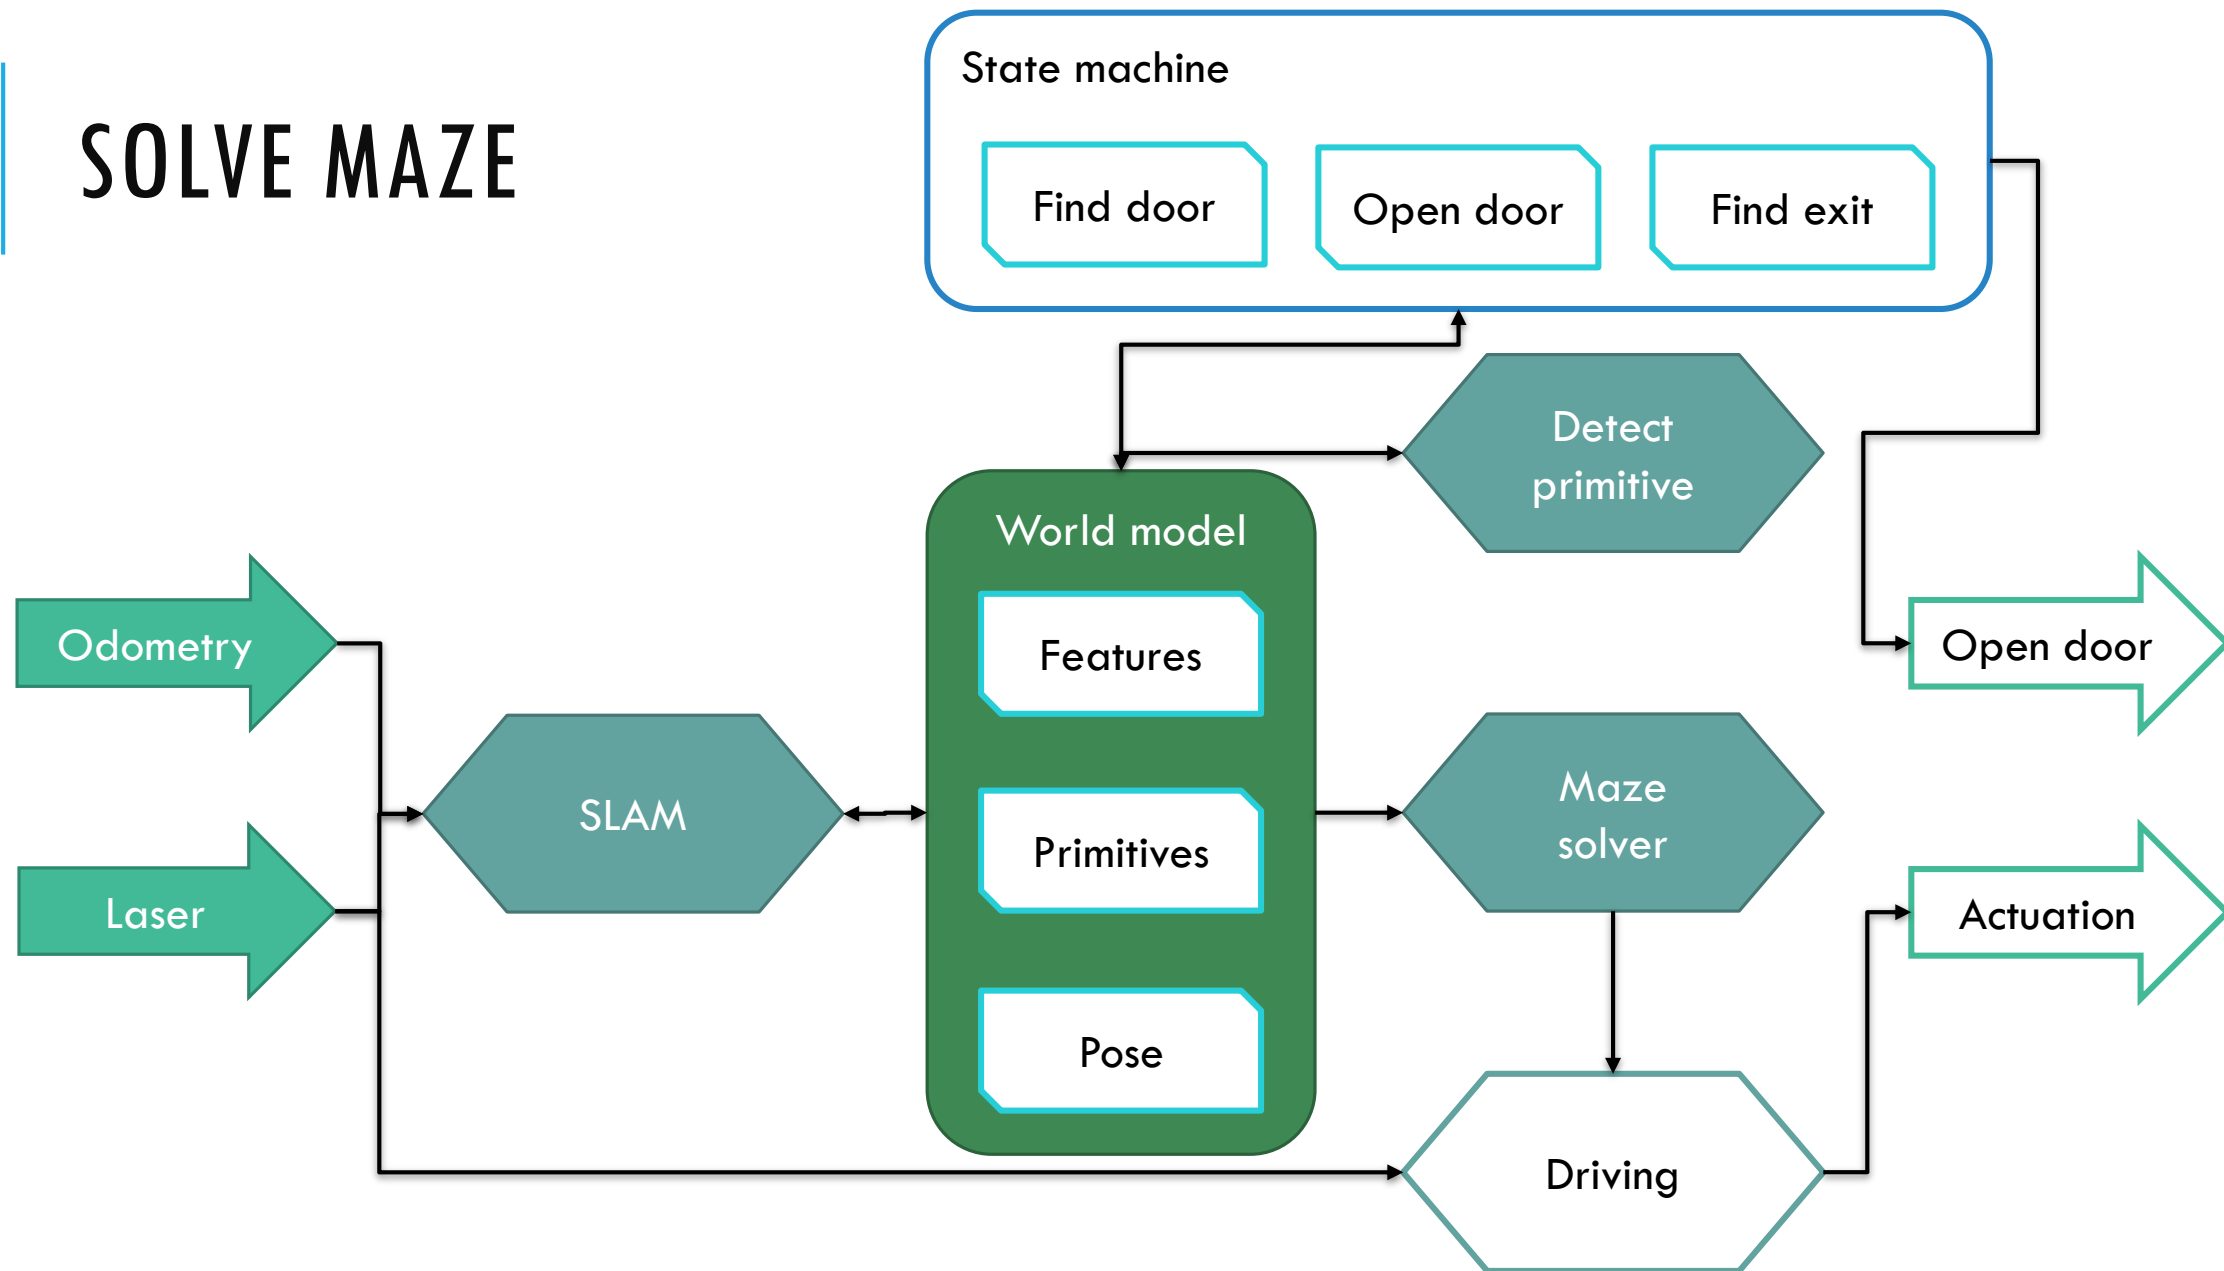 SOLVE MAZE
State machine
Find door
Open door
Find exit
Detect
primitive
World model
Features
Primitives
Pose
Odometry
Laser
SLAM
Maze
solver
Driving
Open door
Actuation